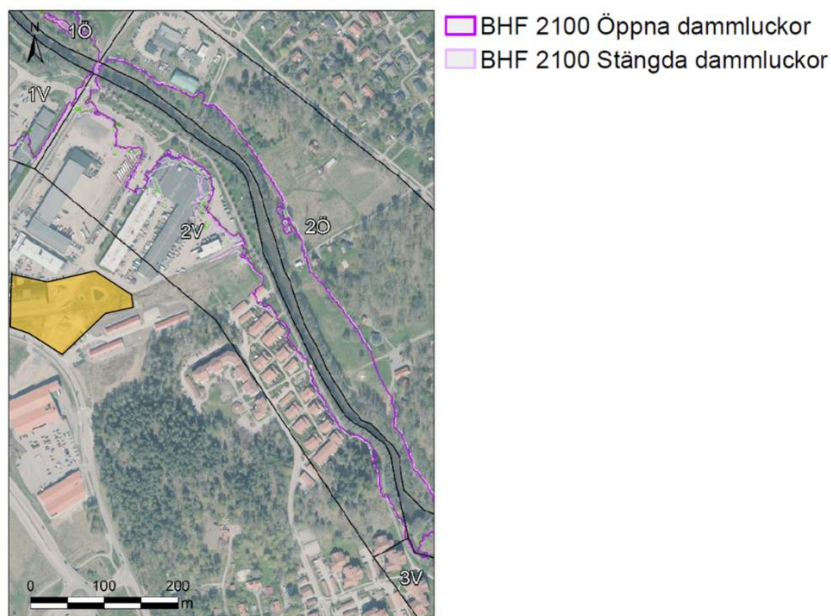 BHF 2100 Öppna dammluckor
BHF 2100 Stängda dammluckor
1Ö
N
1V
2V
2Ö
3V
0 100 200
m